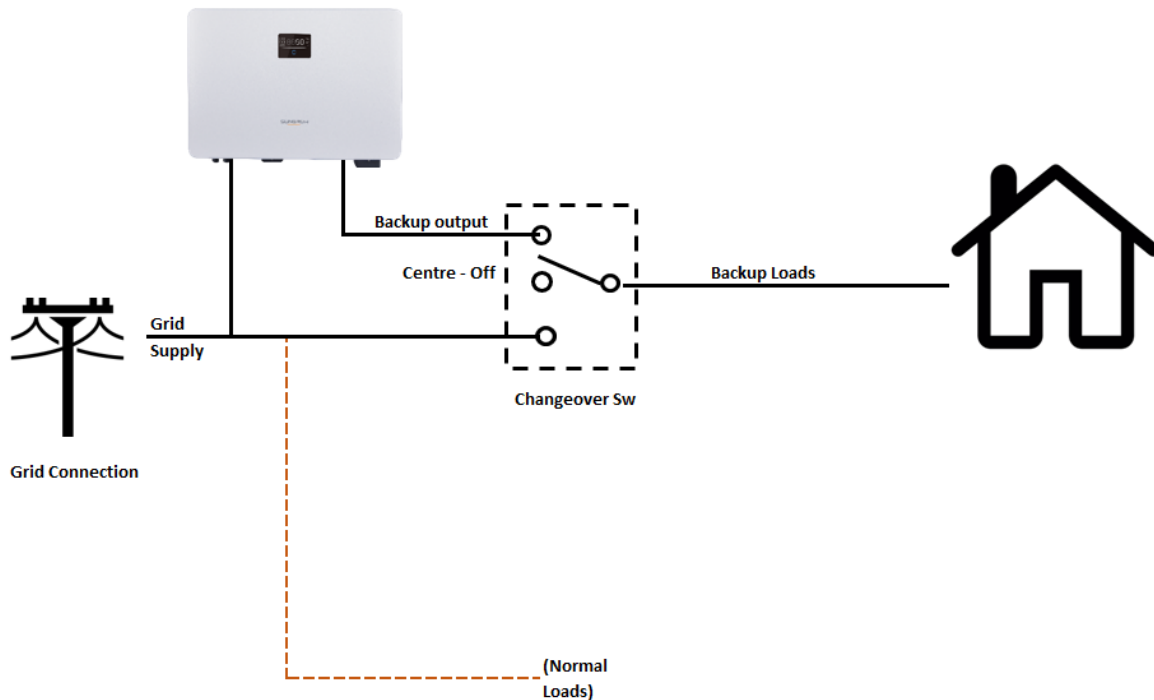 Backup output
Centre - Off
Backup Loads
Grid
Supply
Changeover Sw
Grid Connection
(Normal
Loads)